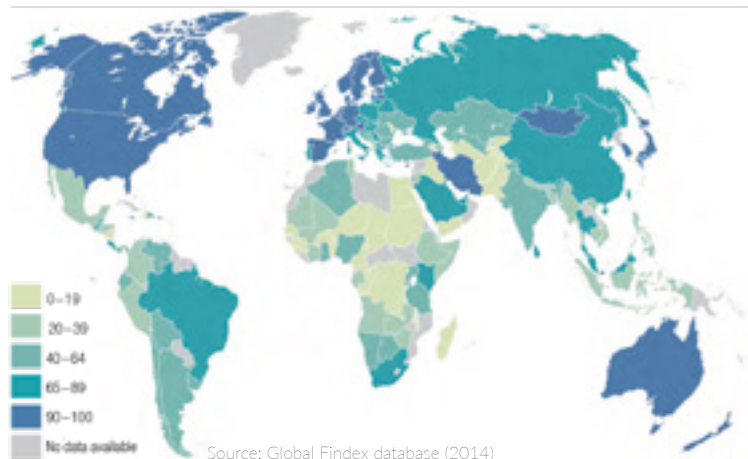 0–19
20–39
40–64
65–89
90–100
No data available
Source: Global Findex database (2014)